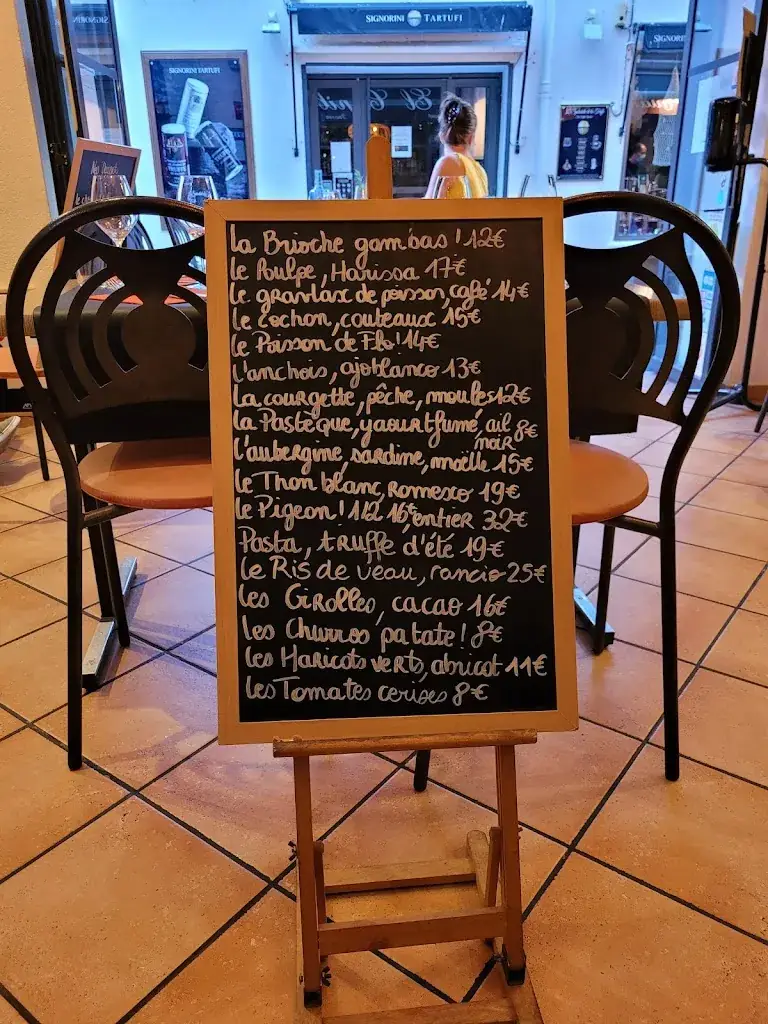 SIGNORINI TARTUFI
SIGNORINI TARTUFI
SIGNORINI
La Brioche gambas ! 12€
Le Poulpe, Harissa 17€
Le gravlax de poisson, café 14€
Le Cochon, couteaux 15€
Le Poisson de Flo ! 14€
L'anchois, ajoblanco 13€
La courgette, pêche, moules 12€
La Pastèque, yaourt fumé, ail 8€
noir
L'aubergine, sardine, moëlle 15€
Le Thon blanc, romesco 19€
Le Pigeon ! 1/2 16€ entier 32€
Pasta, truffe d'été 19€
Le Ris de veau, rancio 25€
Les Girolles, cacao 16€
Les Churros patate ! 8€
Les Haricots verts, abricot 11€
Les Tomates cerises 8€